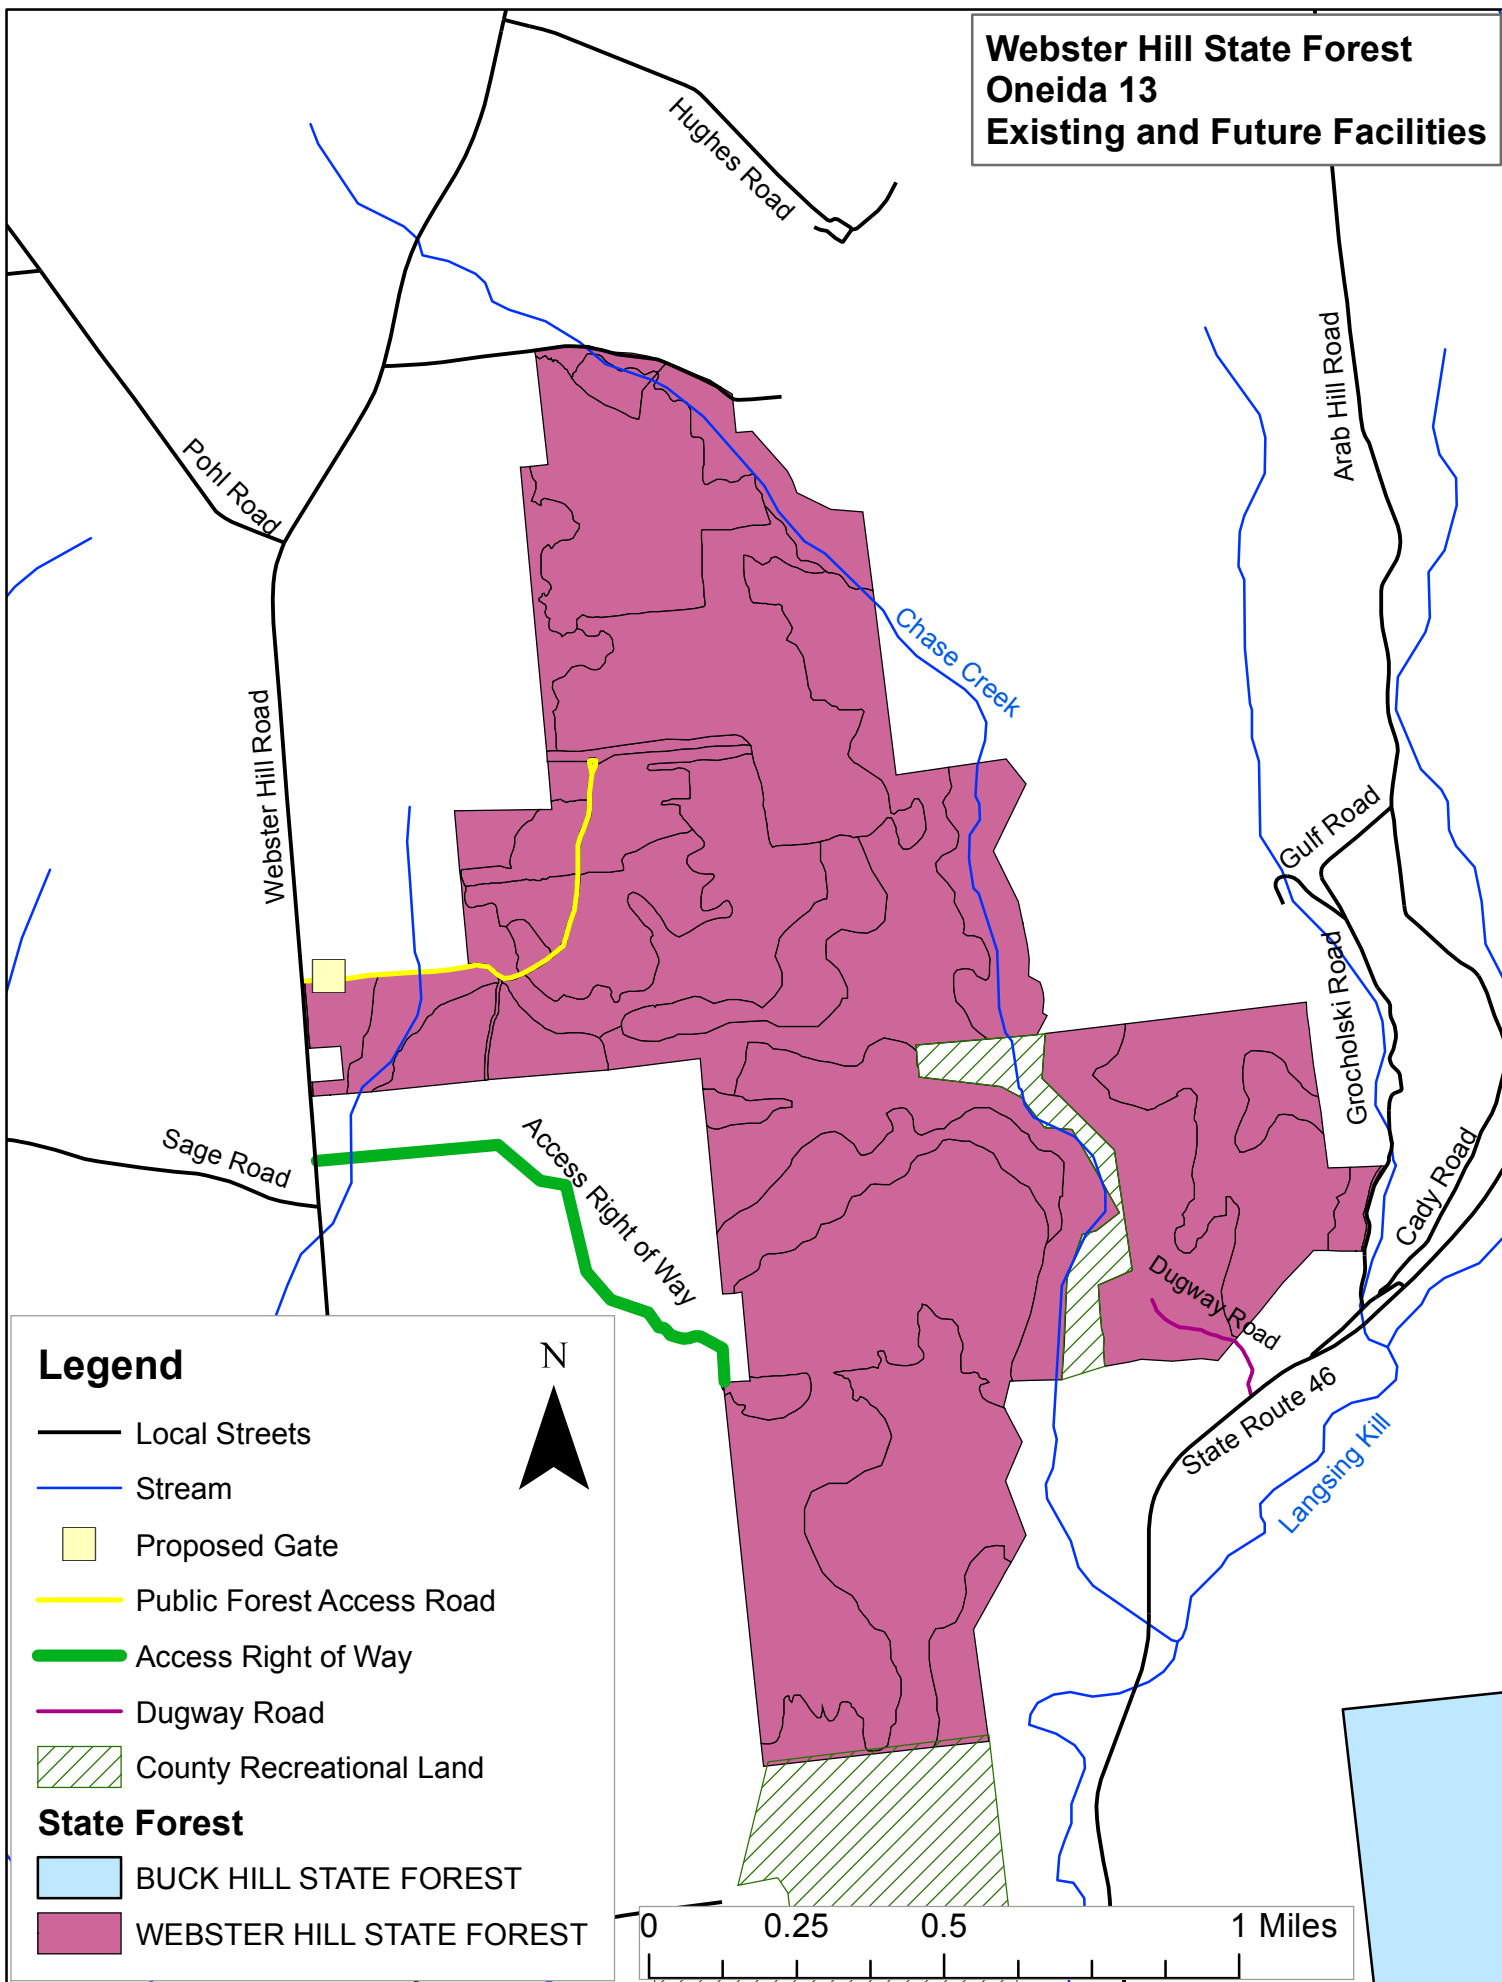 Webster Hill State Forest
Oneida 13
Existing and Future Facilities
Hughes Road
Arab Hill Road
Pohl Road
Chase Creek
Webster Hill Road
Gulf Road
Grocholski Road
Access Right of Way
Sage Road
Cady Road
Dugway Road
State Route 46
Langsing Kill
Legend
N
Local Streets
Stream
Proposed Gate
Public Forest Access Road
Access Right of Way
Dugway Road
County Recreational Land
State Forest
BUCK HILL STATE FOREST
WEBSTER HILL STATE FOREST
0 0.25 0.5 1 Miles